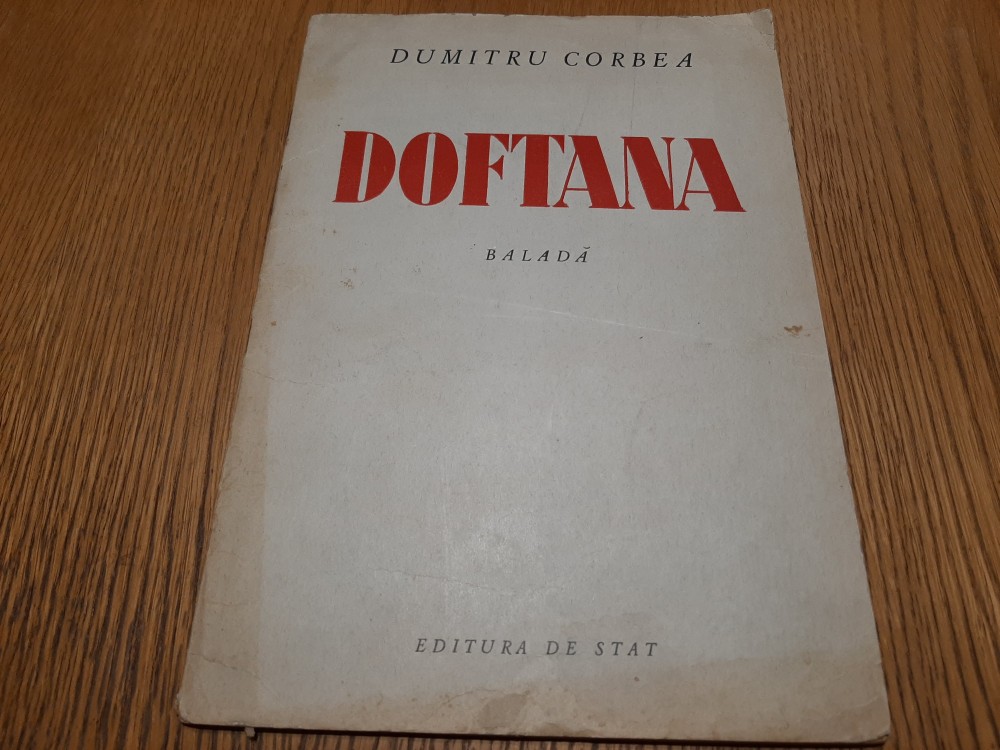 DUMITRU CORBEA
DOFTANA
BALADĂ
EDITURA DE STAT